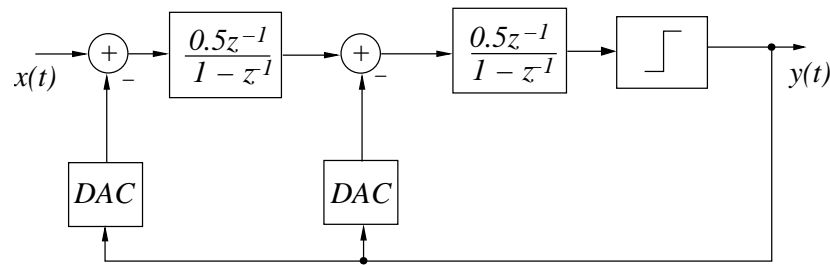 x(t)
+
−
0.5z⁻¹
1 − z⁻¹
+
−
0.5z⁻¹
1 − z⁻¹
y(t)
DAC
DAC